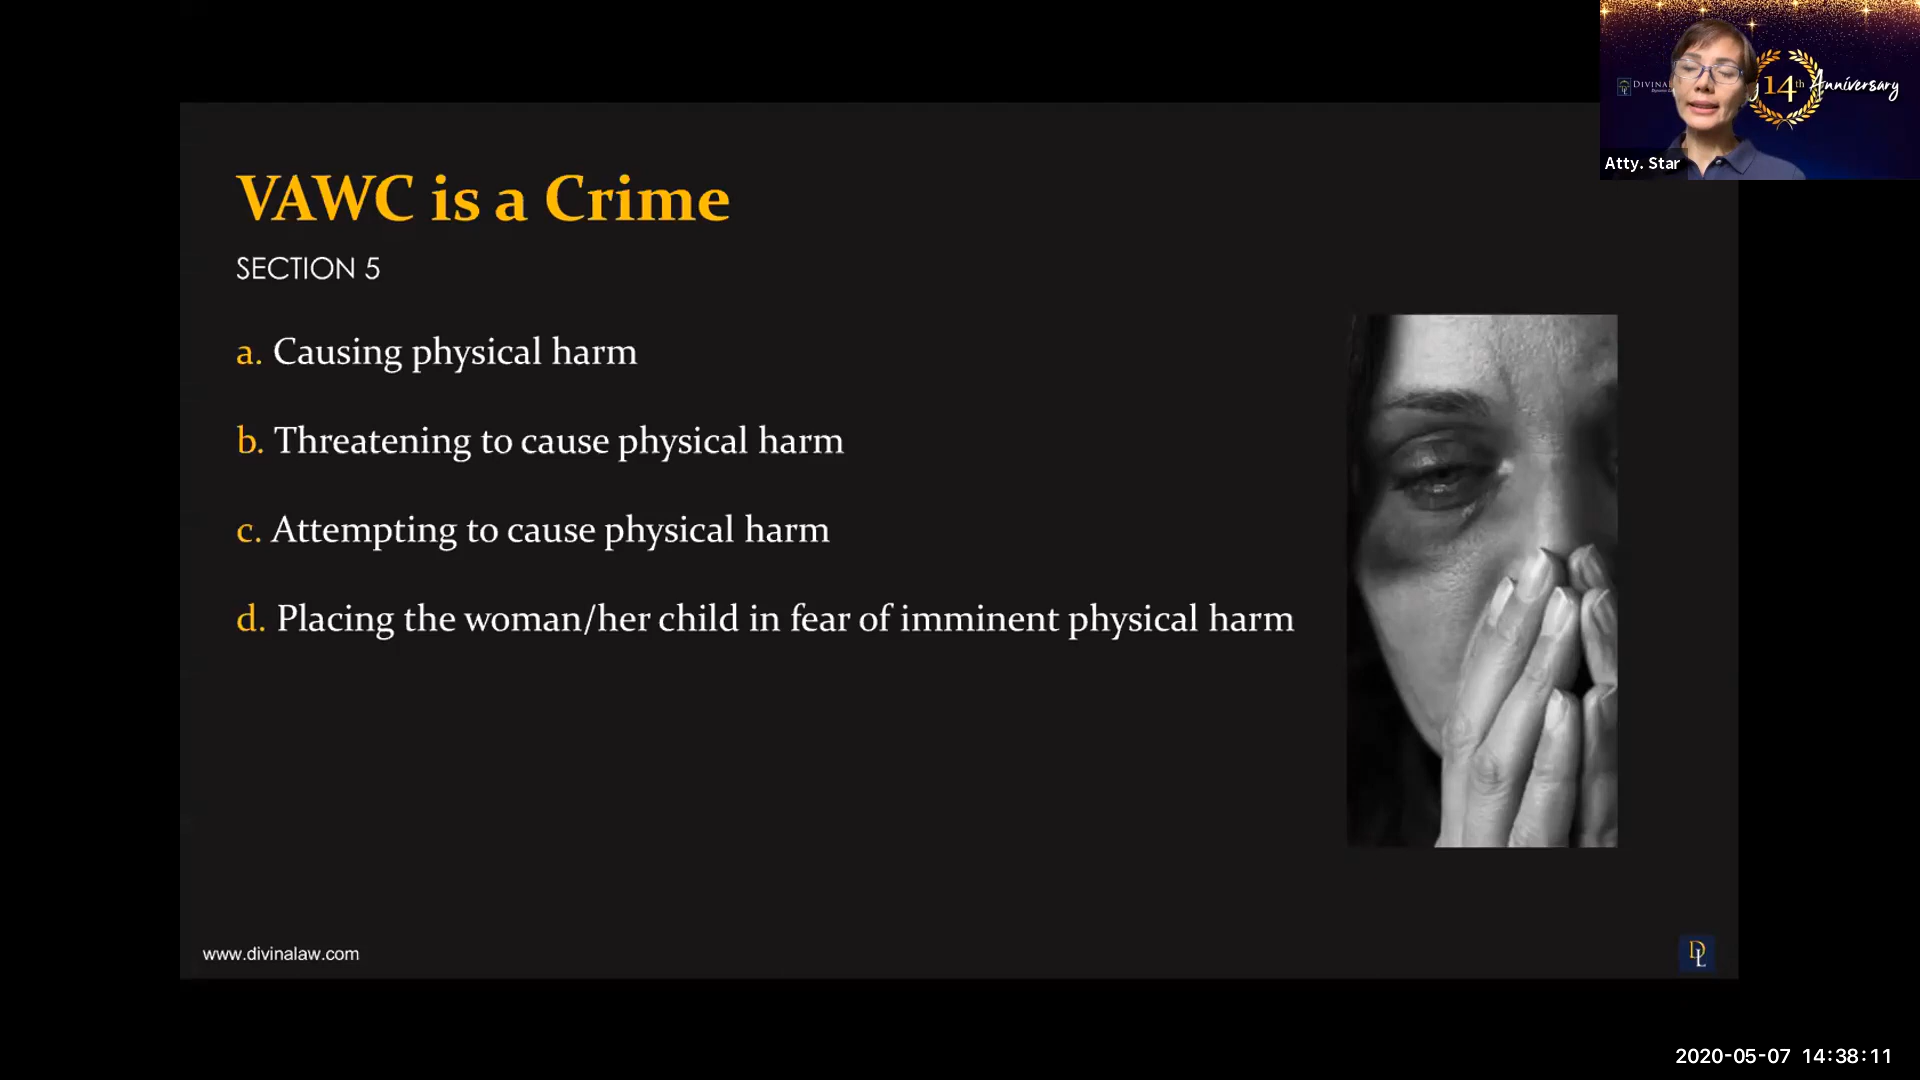 VAWC is a Crime
SECTION 5
a. Causing physical harm
b. Threatening to cause physical harm
c. Attempting to cause physical harm
d. Placing the woman/her child in fear of imminent physical harm
www.divinalaw.com
DL
14th Anniversary
Atty. Star
2020-05-07 14:38:11